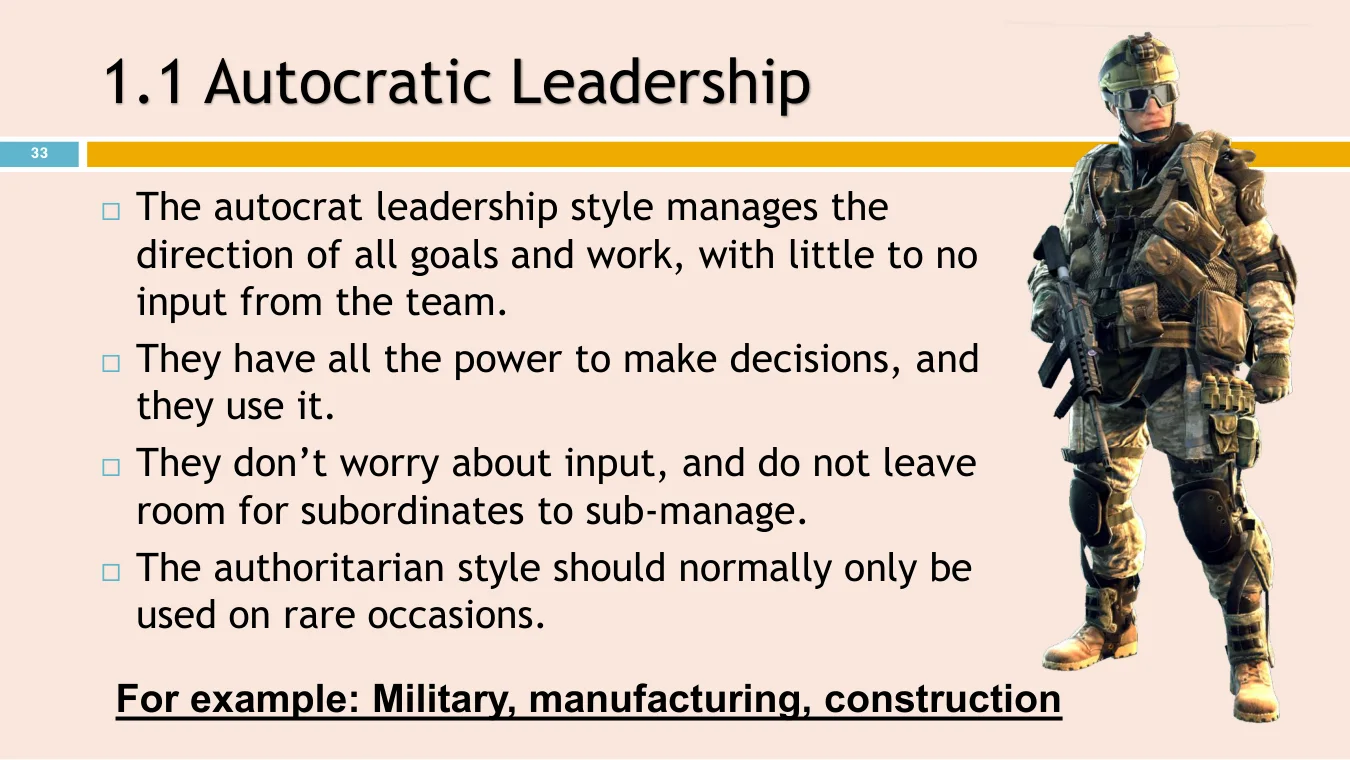 1.1 Autocratic Leadership
33
□ The autocrat leadership style manages the
direction of all goals and work, with little to no
input from the team.
□ They have all the power to make decisions, and
they use it.
□ They don’t worry about input, and do not leave
room for subordinates to sub-manage.
□ The authoritarian style should normally only be
used on rare occasions.
For example: Military, manufacturing, construction